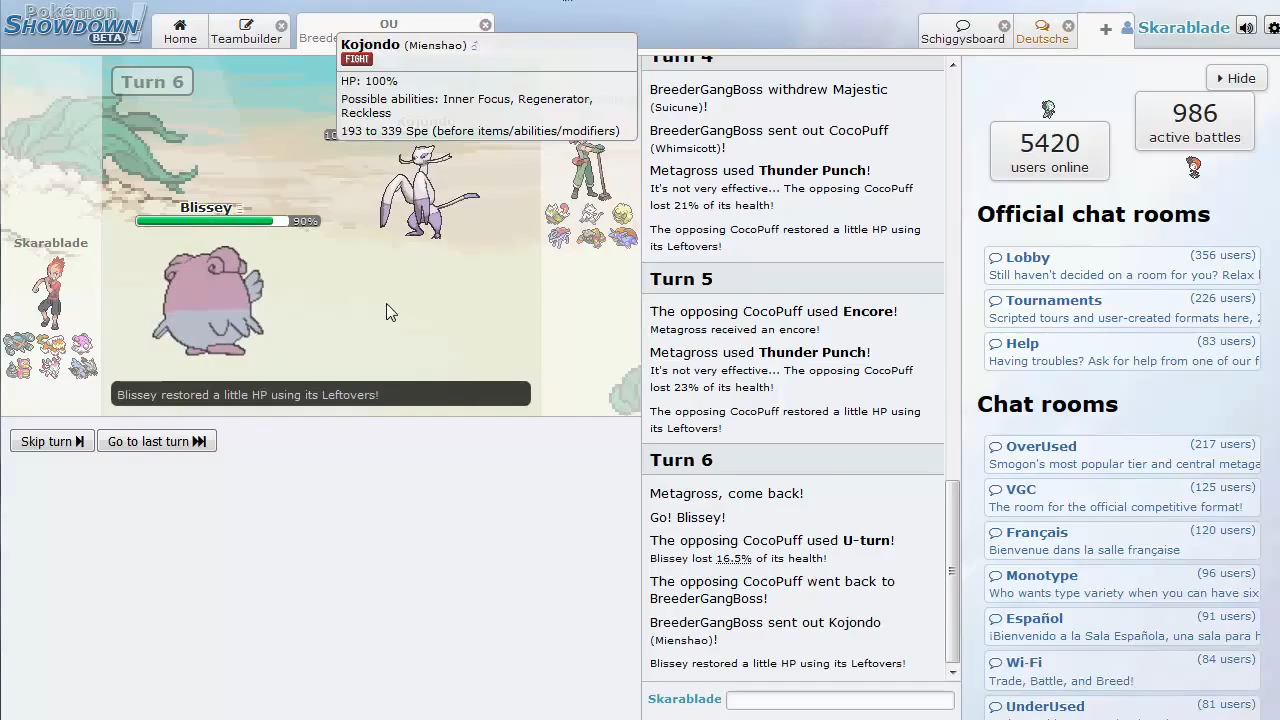 Pokémon
SHOWDOWN!
BETA
Home
Teambuilder
OU
Breede
Schiggysboard
Deutsche
Skarablade
Hide
Turn 6
Kojondo (Mienshao)
FIGHT
HP: 100%
Possible abilities: Inner Focus, Regenerator,
Reckless
193 to 339 Spe (before items/abilities/modifiers)
Blissey
90%
Skarablade
Blissey restored a little HP using its Leftovers!
Skip turn
Go to last turn
Turn 4
BreederGangBoss withdrew Majestic
(Suicune)!
BreederGangBoss sent out CocoPuff
(Whimsicott)!
Metagross used Thunder Punch!
It's not very effective... The opposing CocoPuff
lost 21% of its health!
The opposing CocoPuff restored a little HP using
its Leftovers!
Turn 5
The opposing CocoPuff used Encore!
Metagross received an encore!
Metagross used Thunder Punch!
It's not very effective... The opposing CocoPuff
lost 23% of its health!
The opposing CocoPuff restored a little HP using
its Leftovers!
Turn 6
Metagross, come back!
Go! Blissey!
The opposing CocoPuff used U-turn!
Blissey lost 16.5% of its health!
The opposing CocoPuff went back to
BreederGangBoss!
BreederGangBoss sent out Kojondo
(Mienshao)!
Blissey restored a little HP using its Leftovers!
Skarablade
5420
users online
986
active battles
Official chat rooms
Lobby (356 users)
Still haven't decided on a room for you? Relax
Tournaments (226 users)
Scripted tours and user-created formats here,
Help (83 users)
Having troubles? Ask for help from one of our f
Chat rooms
OverUsed (217 users)
Smogon's most popular tier and central metaga
VGC (125 users)
The room for the official competitive format!
Français (120 users)
Bienvenue dans la salle française
Monotype (96 users)
Who wants type variety when you can have six
Español (91 users)
¡Bienvenido a la Sala Española, una sala para h
Wi-Fi (84 users)
Trade, Battle, and Breed!
UnderUsed (81 users)